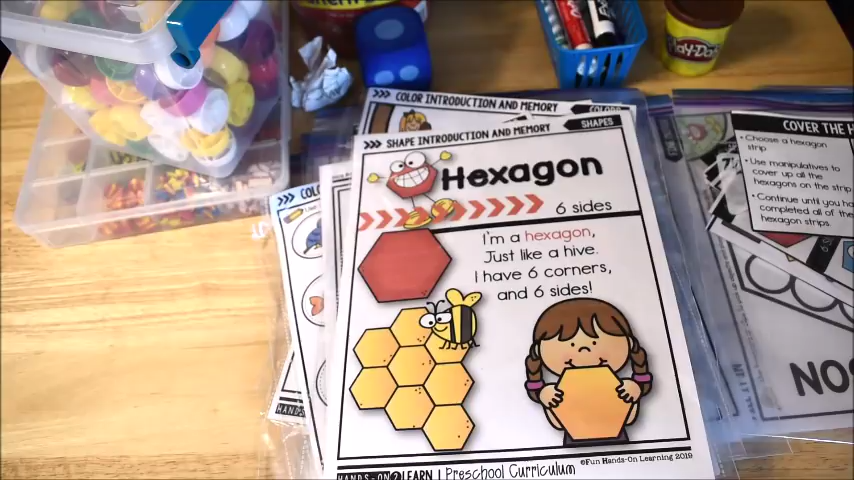 Play-Doh
COLOR INTRODUCTION AND MEMORY
>>> SHAPE INTRODUCTION AND MEMORY
SHAPES
Hexagon
6 sides
I'm a hexagon,
Just like a hive.
I have 6 corners,
and 6 sides!
©Fun Hands-On Learning 2019
HANDS-ON 2 LEARN | Preschool Curriculum
COVER THE H
• Choose a hexagon
strip
• Use manipulatives to
cover up all the
hexagons on the strip
• Continue until you ha
completed all of the
hexagon strips.
HANDS